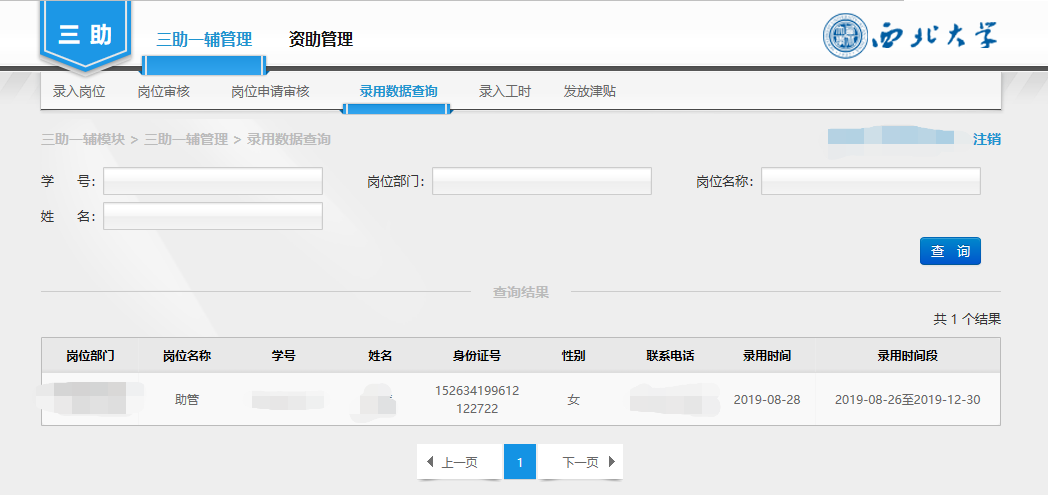 三助
三助一辅管理 资助管理
西北大学
录入岗位 岗位审核 岗位申请审核 录用数据查询 录入工时 发放津贴
三助一辅模块 > 三助一辅管理 > 录用数据查询
注销
学 号: 岗位部门: 岗位名称:
姓 名:
查 询
查询结果
共 1 个结果
岗位部门 岗位名称 学号 姓名 身份证号 性别 联系电话 录用时间 录用时间段
助管 152634199612 女 2019-08-28 2019-08-26至2019-12-30
122722
上一页 1 下一页